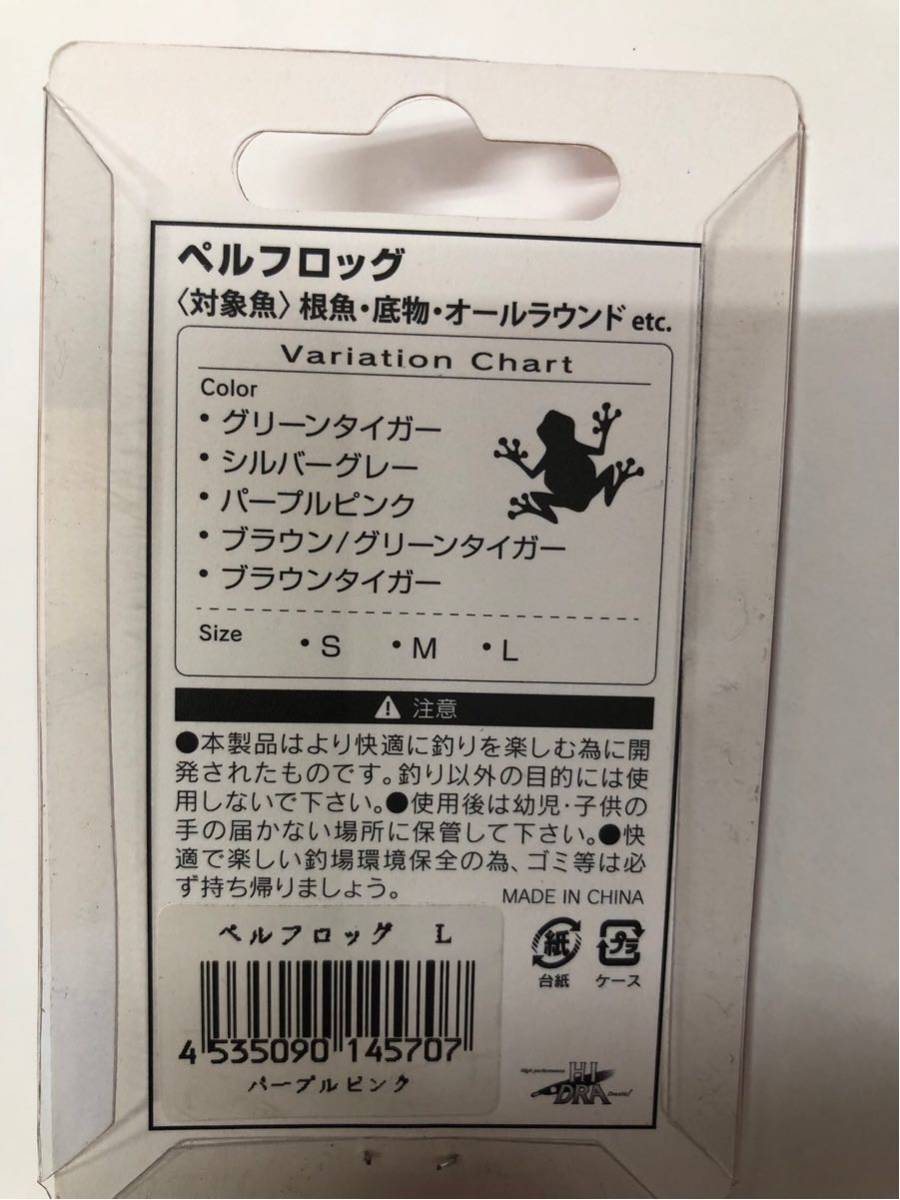 ペルフロッグ
〈対象魚〉根魚・底物・オールラウンド etc.
Variation Chart
Color
・グリーンタイガー
・シルバーグレー
・パープルピンク
・ブラウン/グリーンタイガー
・ブラウンタイガー
Size ・S ・M ・L
⚠ 注意
●本製品はより快適に釣りを楽しむ為に開
発されたものです。釣り以外の目的には使
用しないで下さい。●使用後は幼児・子供の
手の届かない場所に保管して下さい。●快
適で楽しい釣場環境保全の為、ゴミ等は必
ず持ち帰りましょう。
MADE IN CHINA
ペルフロッグ L
4 535090 145707
パープルピンク
紙 プラ
台紙 ケース
High performance
HI
DRA